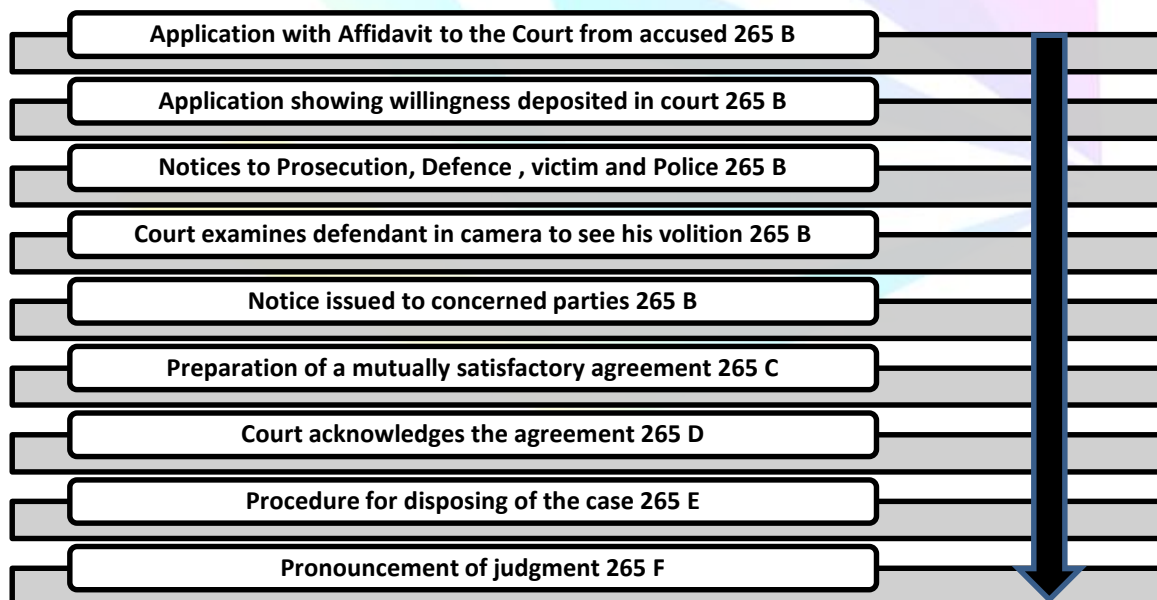 Application with Affidavit to the Court from accused 265 B
Application showing willingness deposited in court 265 B
Notices to Prosecution, Defence , victim and Police 265 B
Court examines defendant in camera to see his volition 265 B
Notice issued to concerned parties 265 B
Preparation of a mutually satisfactory agreement 265 C
Court acknowledges the agreement 265 D
Procedure for disposing of the case 265 E
Pronouncement of judgment 265 F